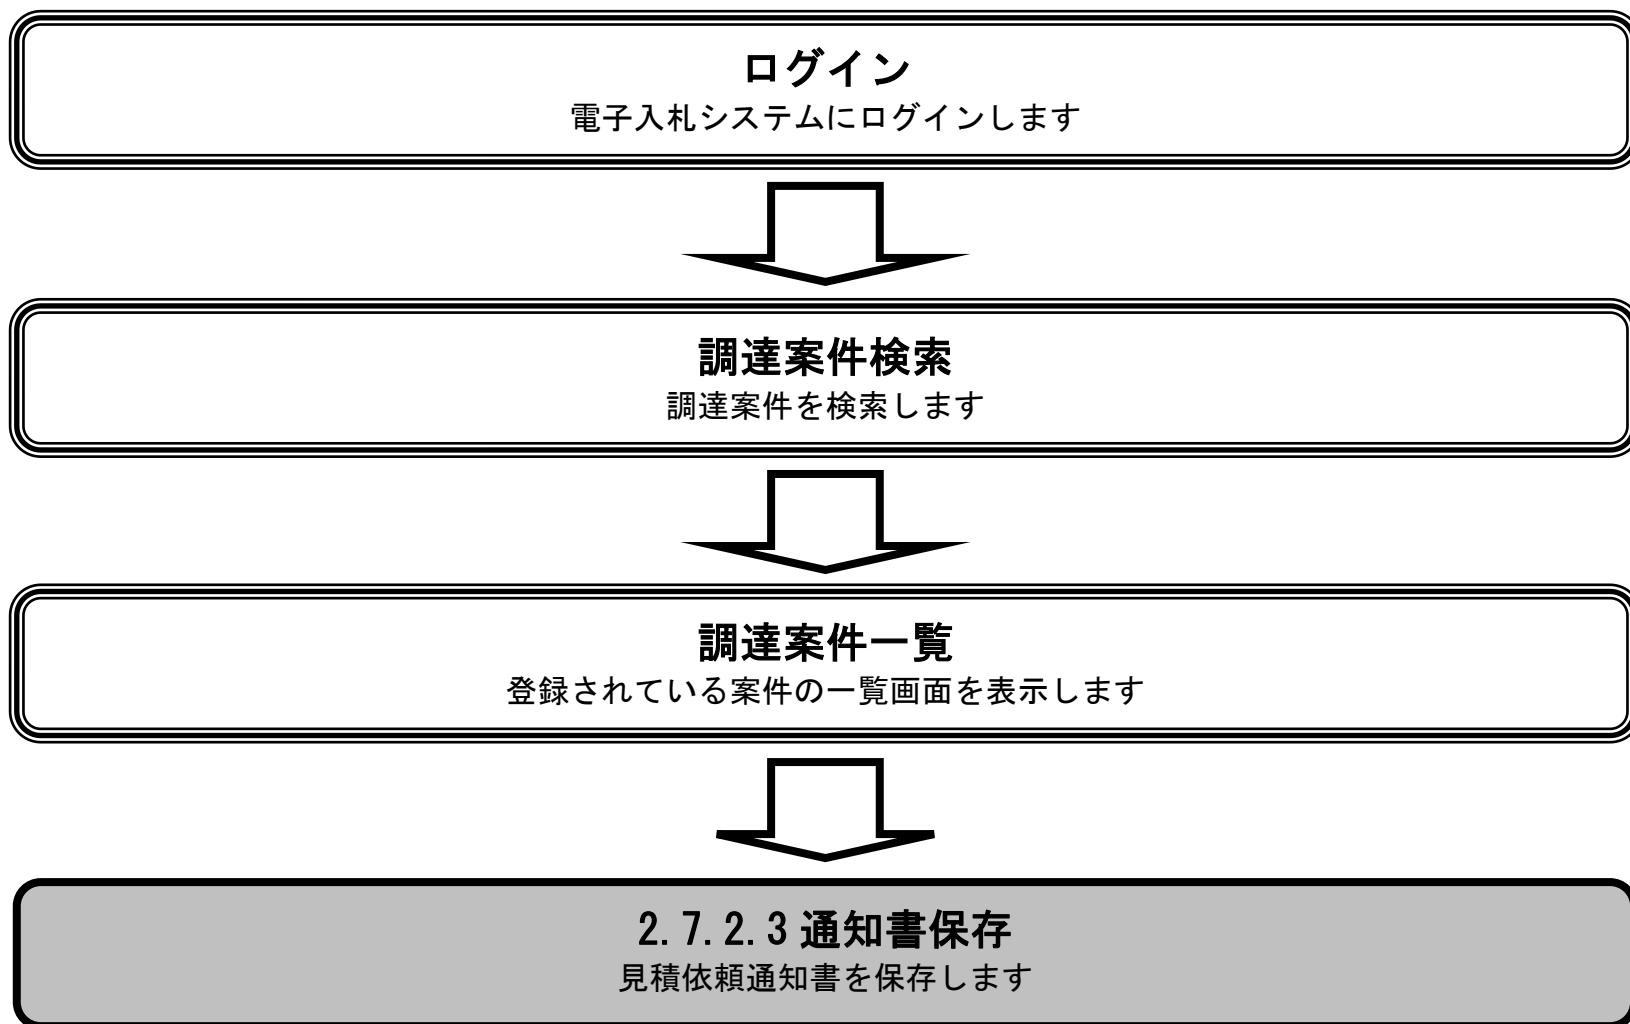 ログイン
電子入札システムにログインします
調達案件検索
調達案件を検索します
調達案件一覧
登録されている案件の一覧画面を表示します
2.7.2.3 通知書保存
見積依頼通知書を保存します